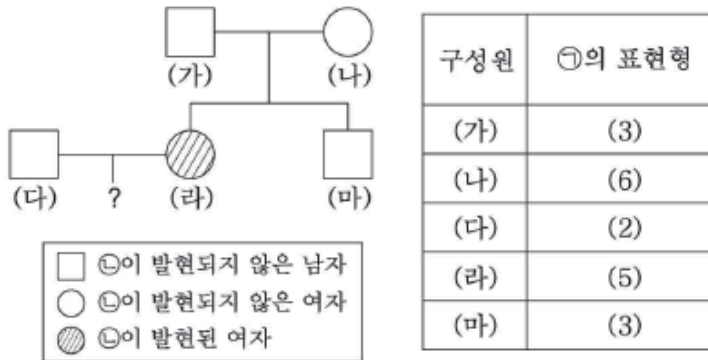 (가)
(나)
(다)
?
(라)
(마)
□ ㉡이 발현되지 않은 남자
○ ㉡이 발현되지 않은 여자
㉡이 발현된 여자
구성원 ㉠의 표현형
(가) (3)
(나) (6)
(다) (2)
(라) (5)
(마) (3)